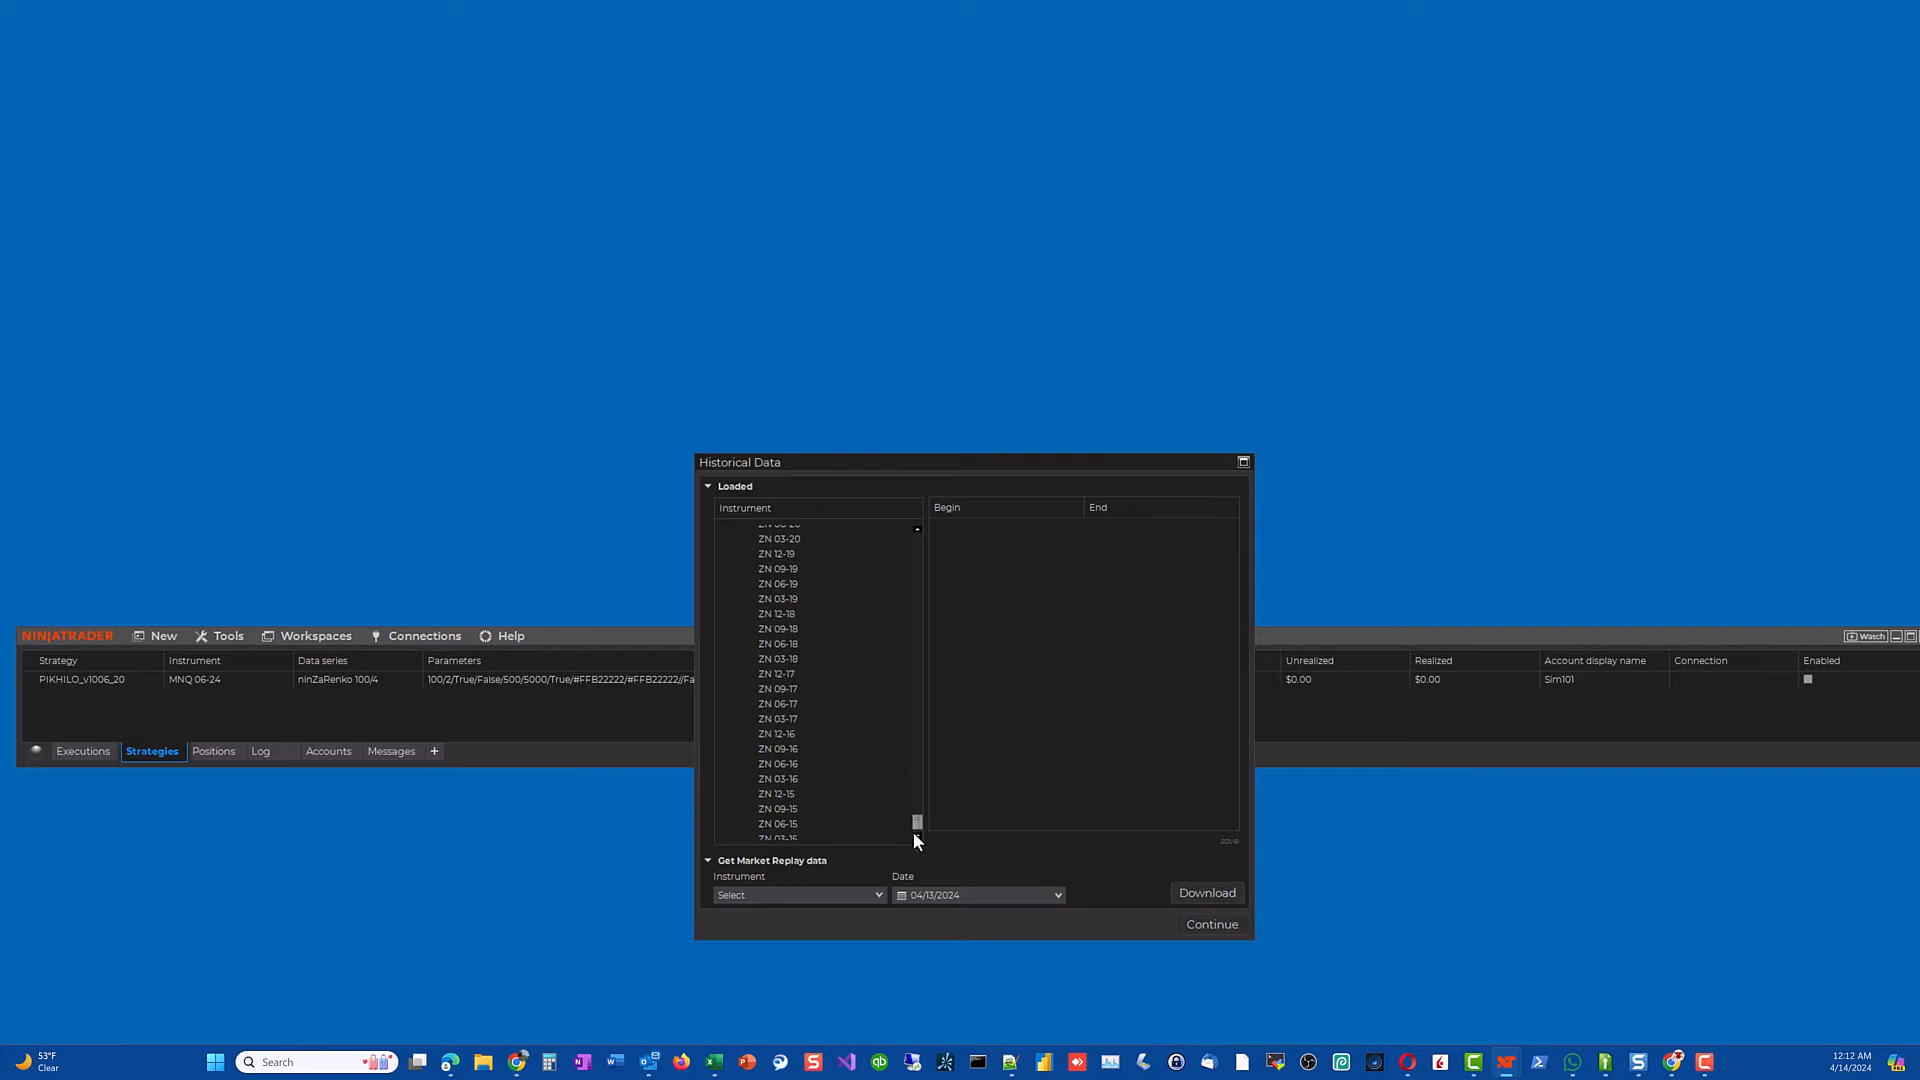 Historical Data
Loaded
Instrument
Begin
End
ZN 03-20
ZN 12-19
ZN 09-19
ZN 06-19
ZN 03-19
ZN 12-18
ZN 09-18
ZN 06-18
ZN 03-18
ZN 12-17
ZN 09-17
ZN 06-17
ZN 03-17
ZN 12-16
ZN 09-16
ZN 06-16
ZN 03-16
ZN 12-15
ZN 09-15
ZN 06-15
ZN 03-15
save
Get Market Replay data
Instrument
Date
Select
04/13/2024
Download
Continue
NINJATRADER
New
Tools
Workspaces
Connections
Help
Watch
Strategy
Instrument
Data series
Parameters
Unrealized
Realized
Account display name
Connection
Enabled
PIKHILO_v1006_20
MNQ 06-24
ninZaRenko 100/4
100/2/True/False/500/5000/True/#FFB22222/#FFB22222//Fa
$0.00
$0.00
Sim101
Executions
Strategies
Positions
Log
Accounts
Messages
+
53°F
Clear
Search
12:12 AM
4/14/2024